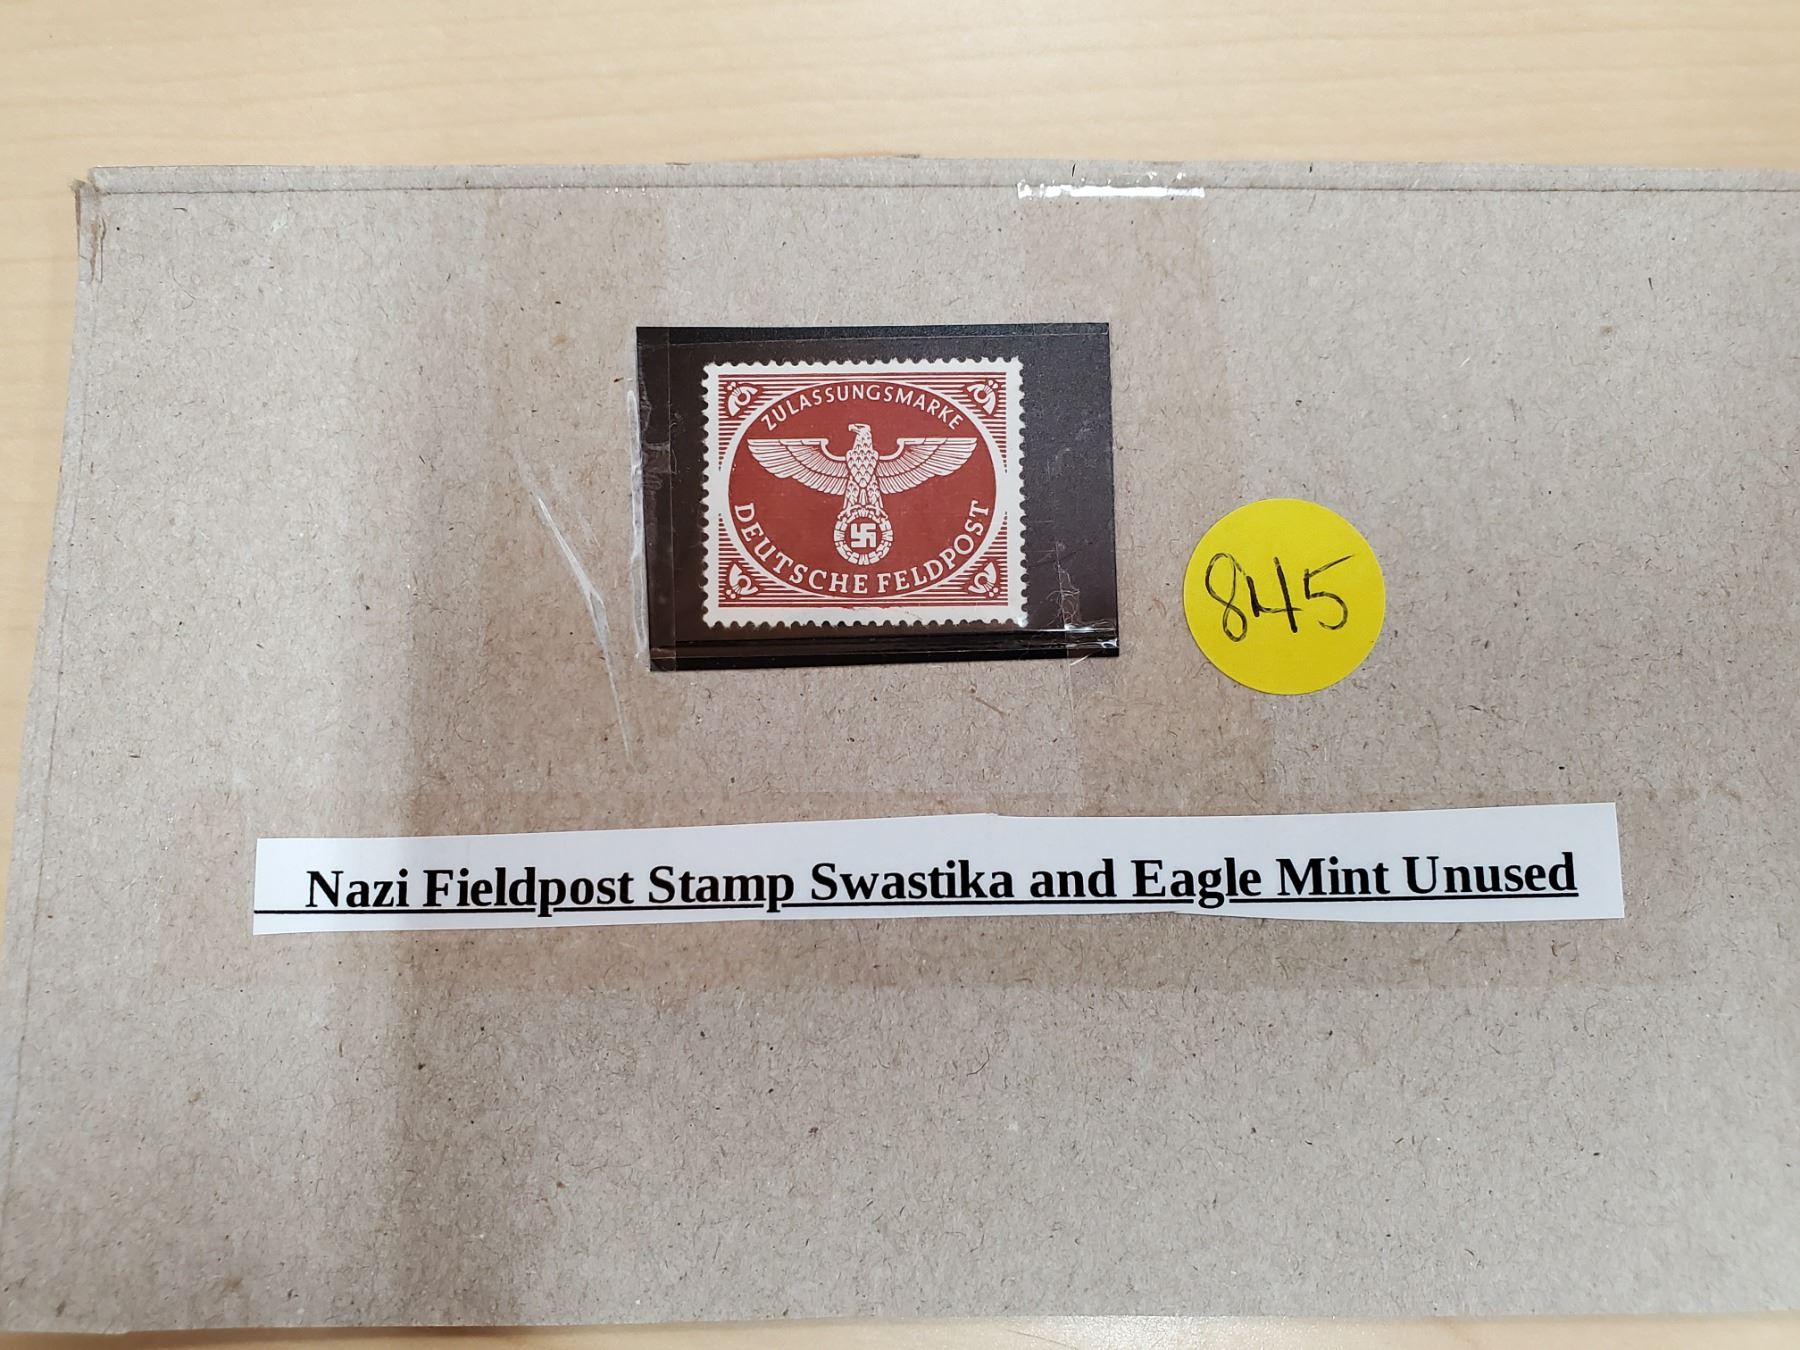 ZULASSUNGSMARKE
DEUTSCHE FELDPOST
845
Nazi Fieldpost Stamp Swastika and Eagle Mint Unused